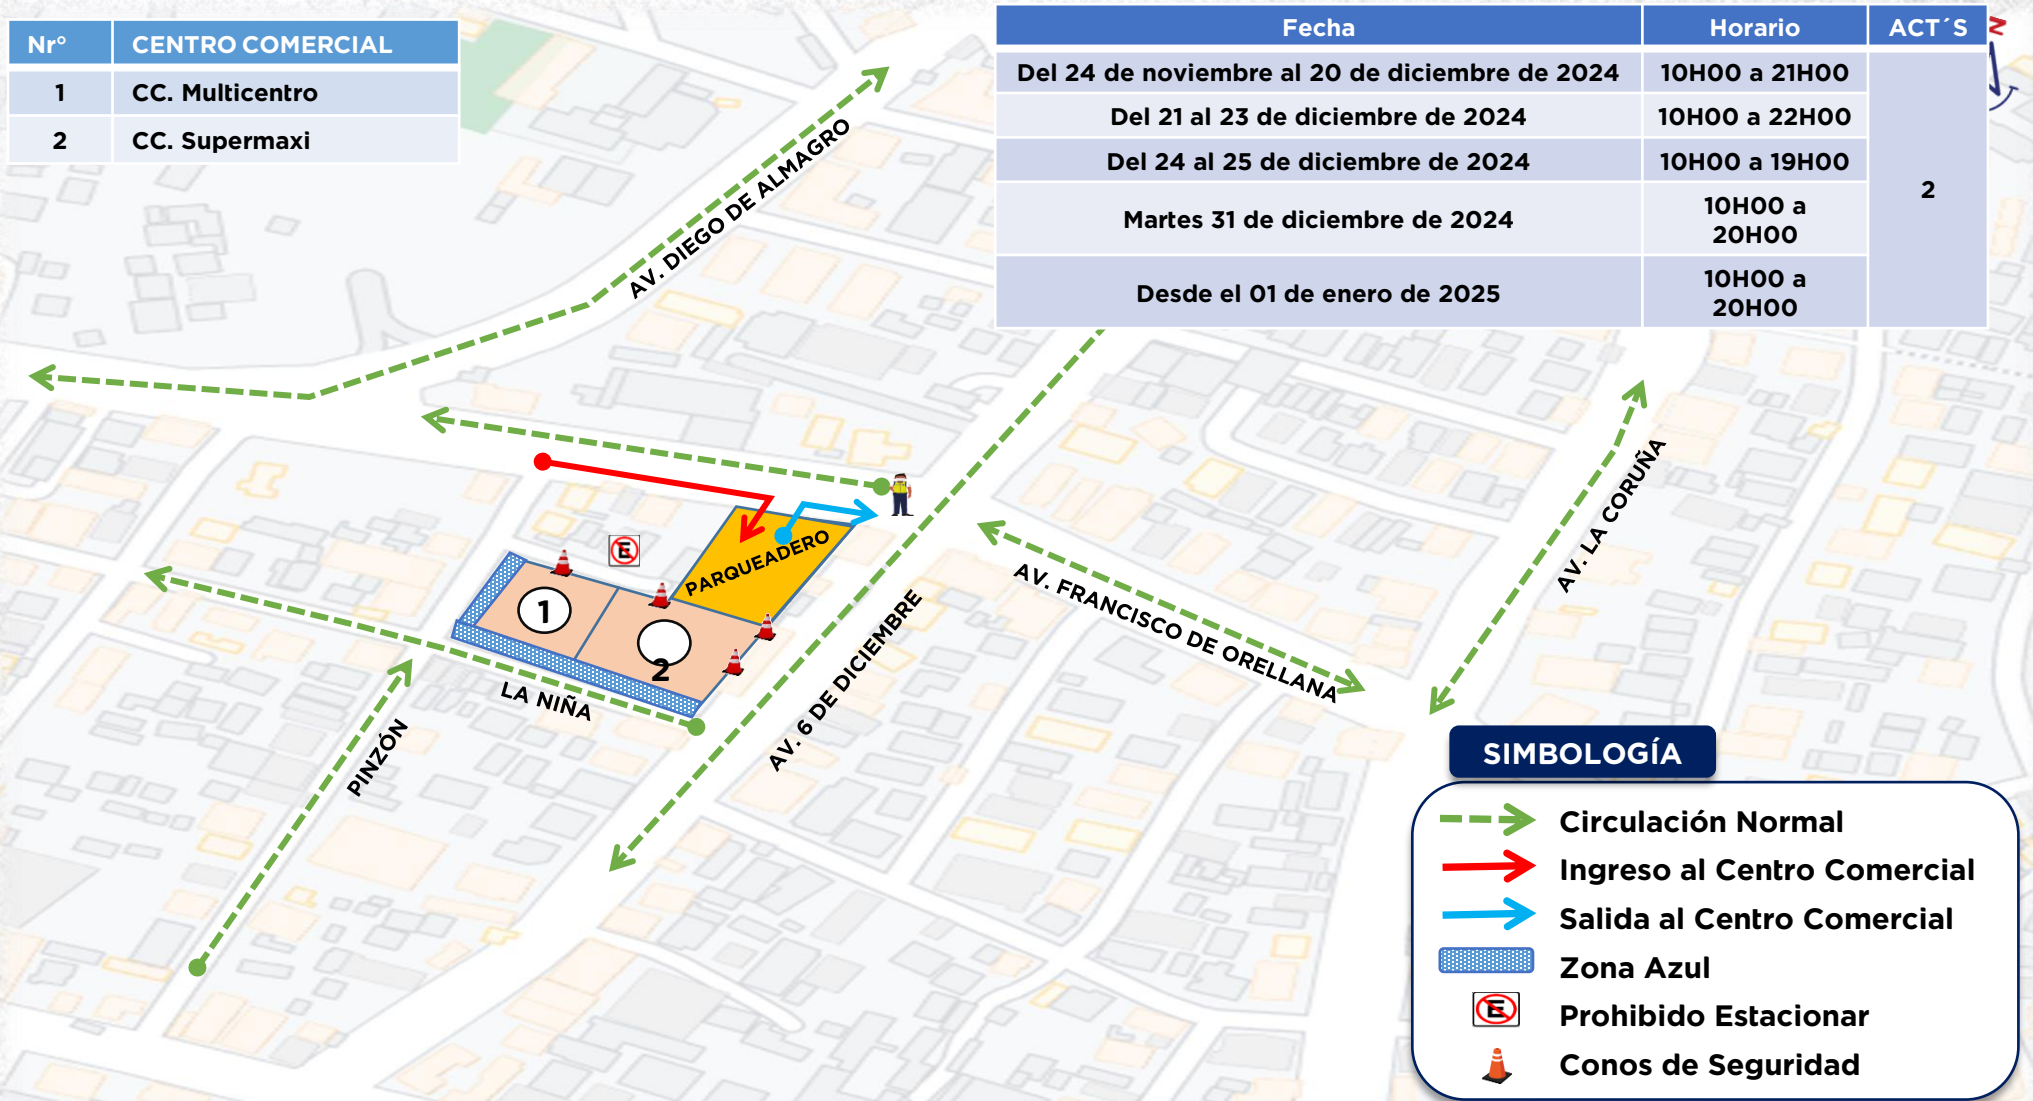 Nr° CENTRO COMERCIAL
1 CC. Multicentro
2 CC. Supermaxi
Fecha Horario ACT´S
Del 24 de noviembre al 20 de diciembre de 2024 10H00 a 21H00
Del 21 al 23 de diciembre de 2024 10H00 a 22H00
Del 24 al 25 de diciembre de 2024 10H00 a 19H00
2
Martes 31 de diciembre de 2024 10H00 a
20H00
Desde el 01 de enero de 2025 10H00 a
20H00
N
AV. DIEGO DE ALMAGRO
AV. LA CORUÑA
E
PARQUEADERO
1
2
AV. FRANCISCO DE ORELLANA
AV. 6 DE DICIEMBRE
LA NIÑA
PINZÓN
SIMBOLOGÍA
Circulación Normal
Ingreso al Centro Comercial
Salida al Centro Comercial
Zona Azul
E Prohibido Estacionar
Conos de Seguridad